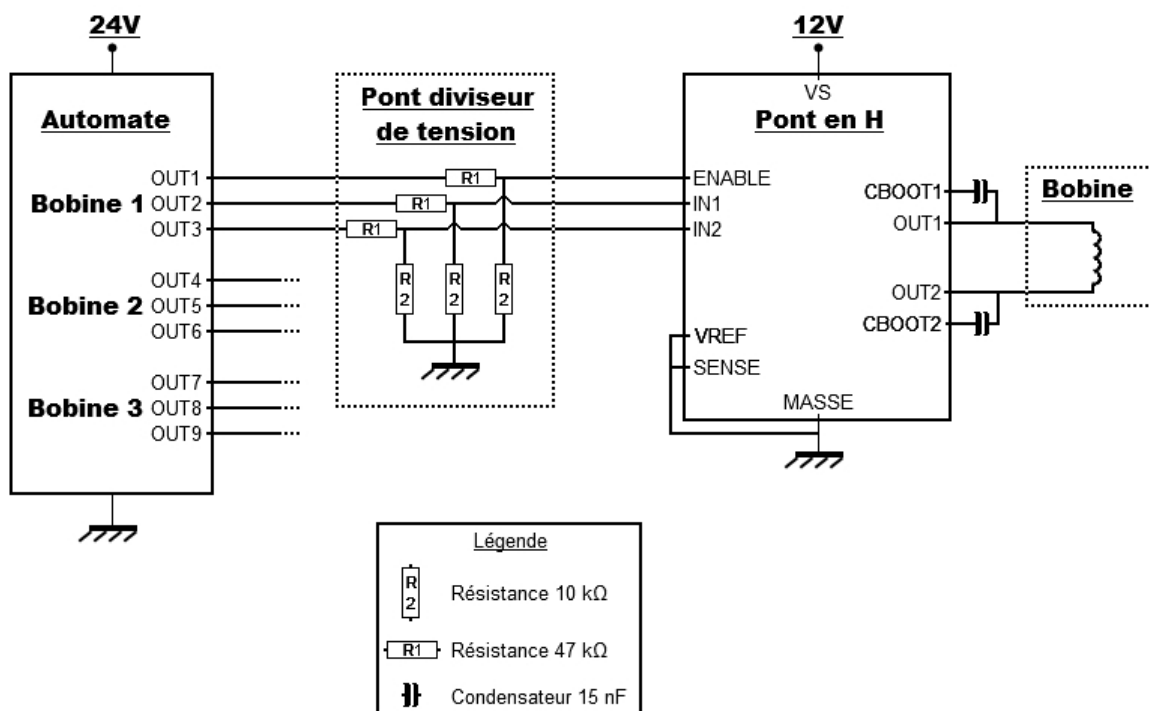 24V
12V
Automate
Pont diviseur
de tension
VS
Pont en H
OUT1
R1
ENABLE
CBOOT1
Bobine
Bobine 1
OUT2
R1
IN1
OUT1
OUT3
R1
IN2
OUT4
R
2
R
2
R
2
OUT2
Bobine 2
OUT5
OUT6
CBOOT2
VREF
SENSE
OUT7
Bobine 3
OUT8
OUT9
MASSE
Légende
R
2
Résistance 10 kΩ
R1
Résistance 47 kΩ
Condensateur 15 nF